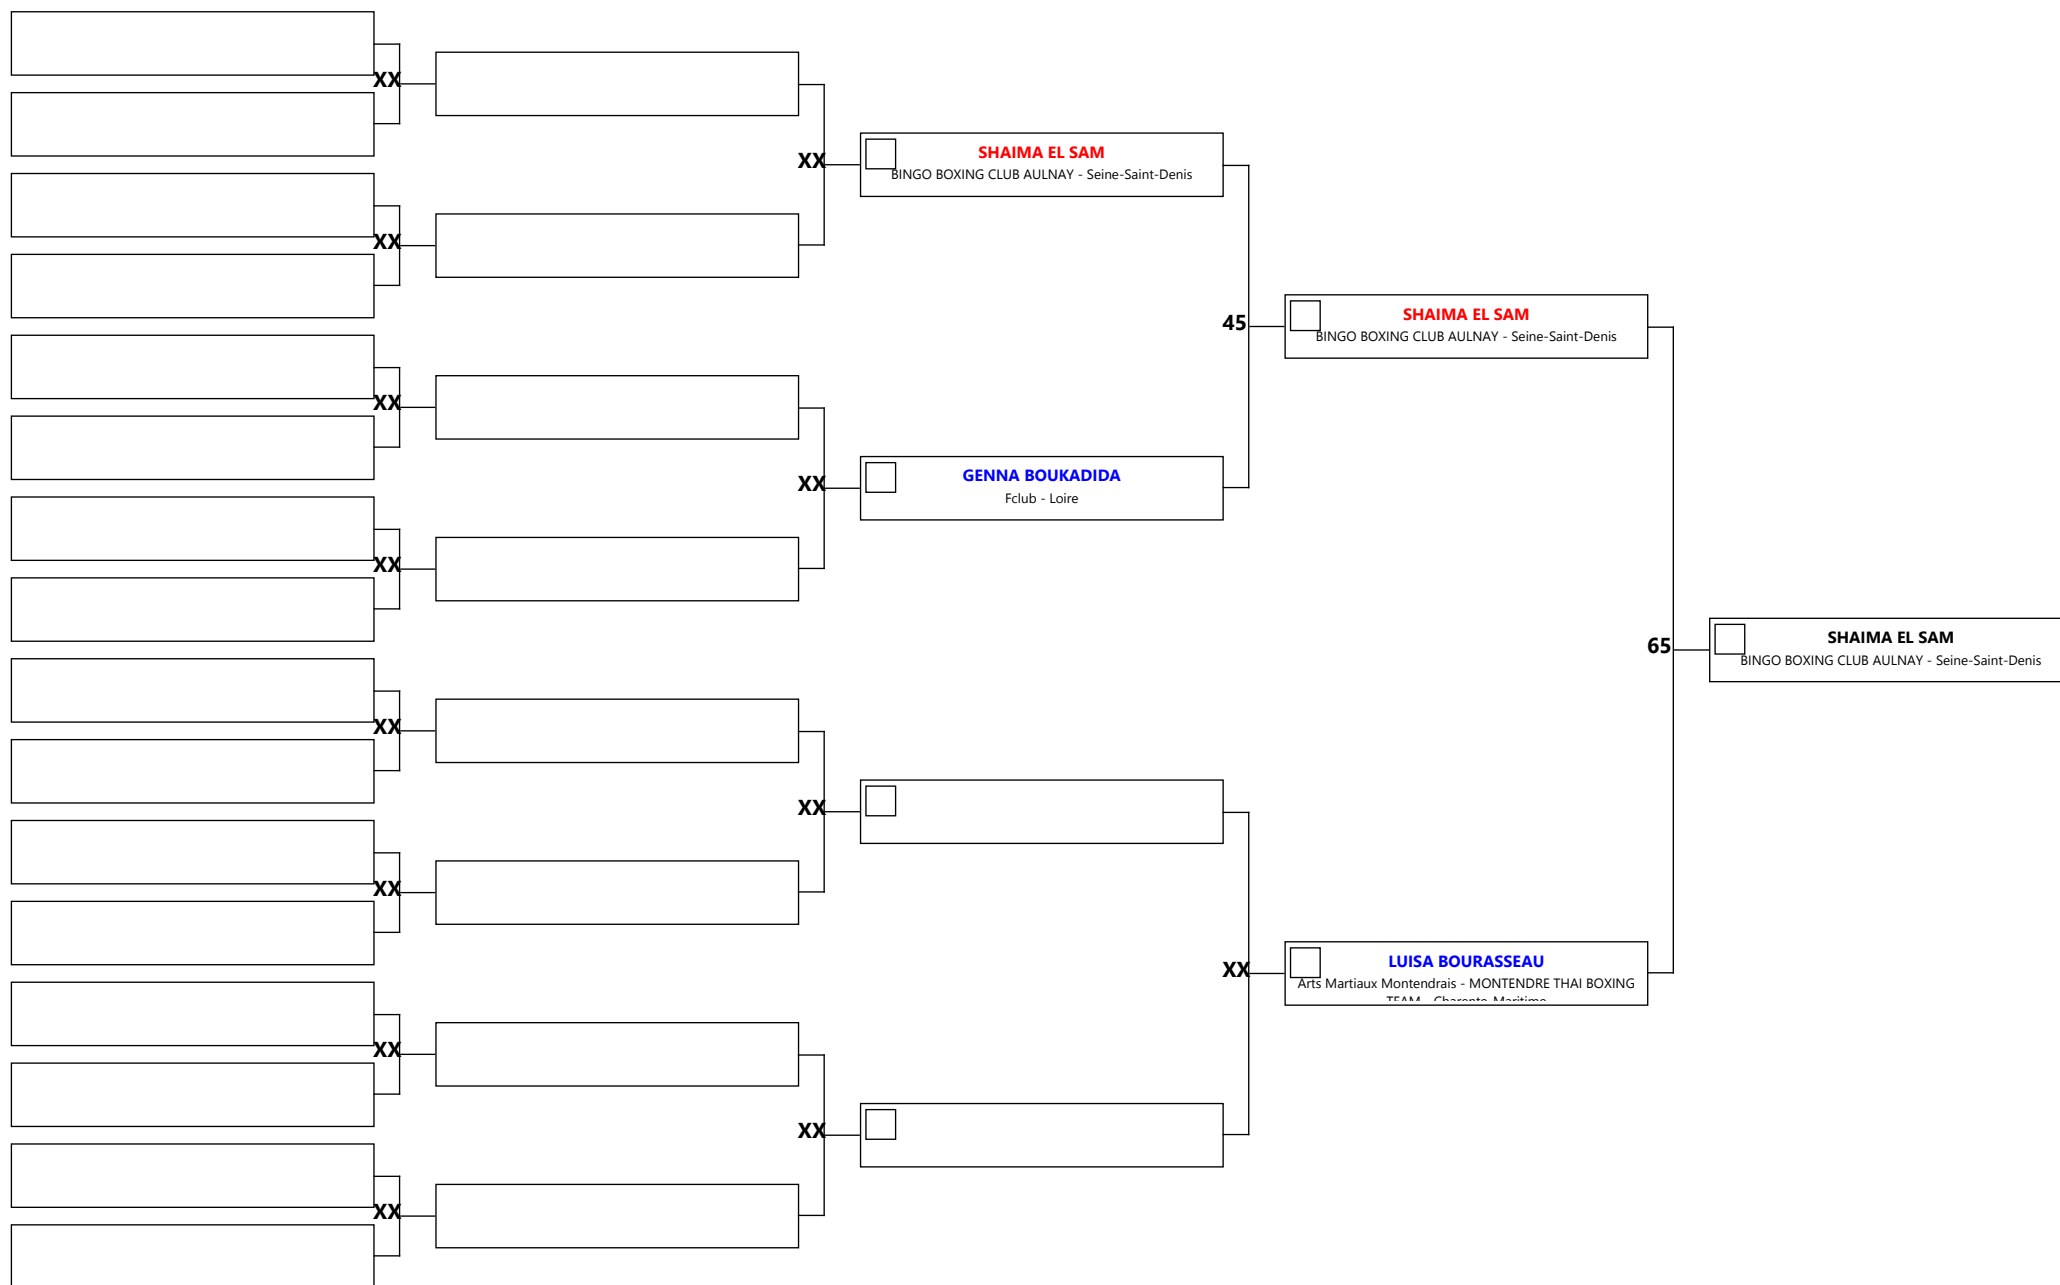 XX
XX
SHAIMA EL SAM
BINGO BOXING CLUB AULNAY - Seine-Saint-Denis
XX
45
SHAIMA EL SAM
BINGO BOXING CLUB AULNAY - Seine-Saint-Denis
XX
GENNA BOUKADIDA
Fclub - Loire
XX
XX
65
SHAIMA EL SAM
BINGO BOXING CLUB AULNAY - Seine-Saint-Denis
XX
XX
XX
XX
LUISA BOURASSEAU
Arts Martiaux Montendrais - MONTENDRE THAI BOXING
TEAM - Charente-Maritime
XX
XX
XX